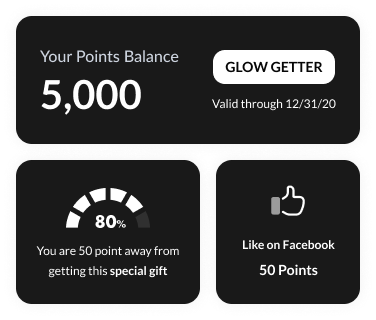 Your Points Balance
5,000
GLOW GETTER
Valid through 12/31/20
80%
You are 50 point away from
getting this special gift
Like on Facebook
50 Points